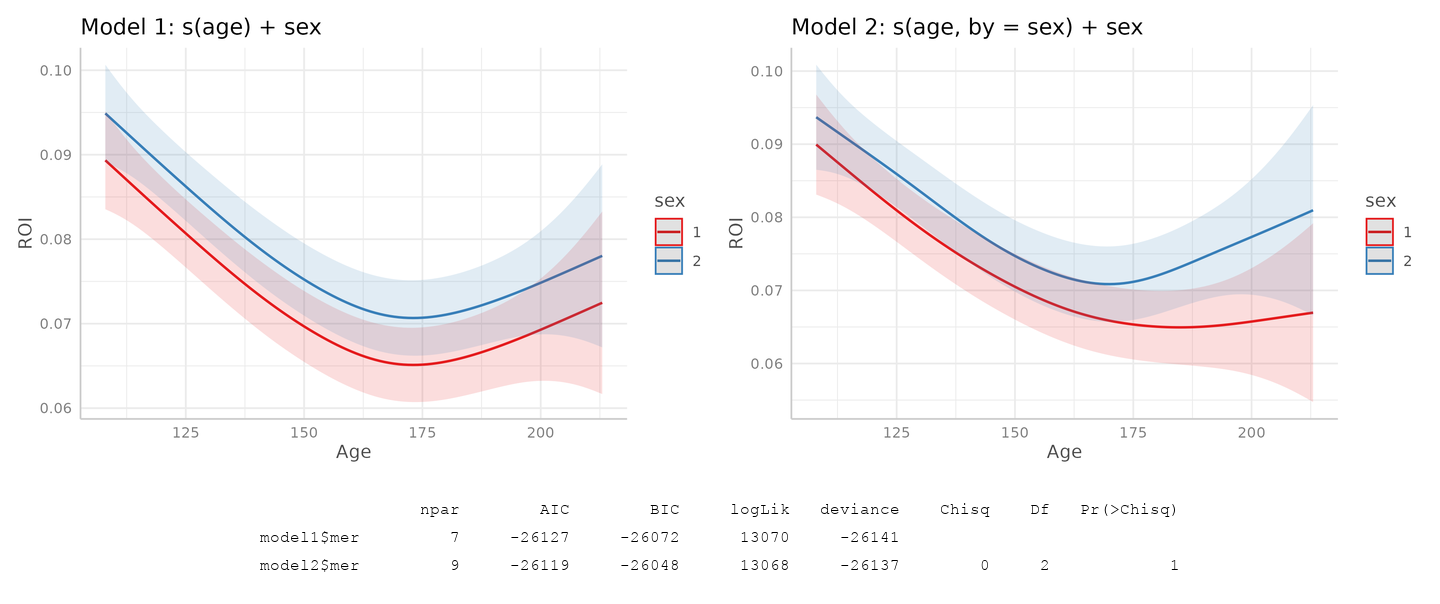 Model 1: s(age) + sex
0.10
0.09
0.08
0.07
0.06
ROI
125 150 175 200
Age
sex
1
2
Model 2: s(age, by = sex) + sex
0.10
0.09
0.08
0.07
0.06
ROI
125 150 175 200
Age
sex
1
2
npar AIC BIC logLik deviance Chisq Df Pr(>Chisq)
model1$mer 7 -26127 -26072 13070 -26141
model2$mer 9 -26119 -26048 13068 -26137 0 2 1